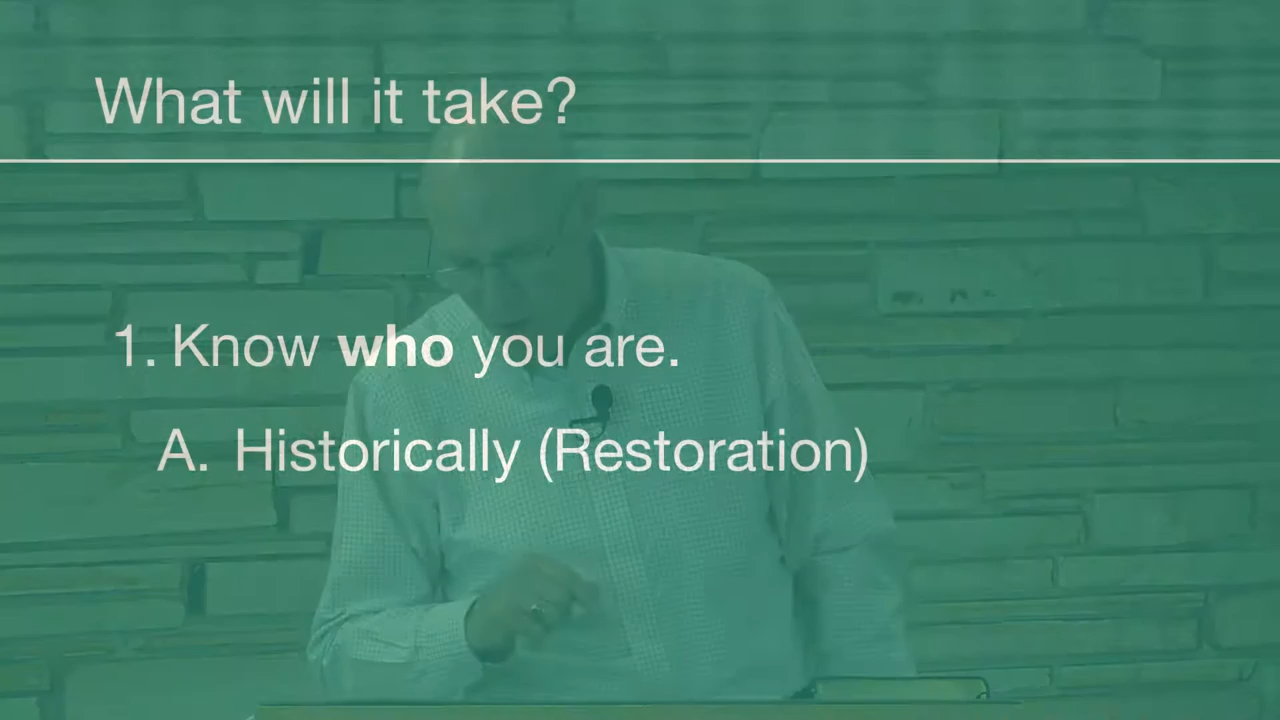 What will it take?
1. Know who you are.
A. Historically (Restoration)